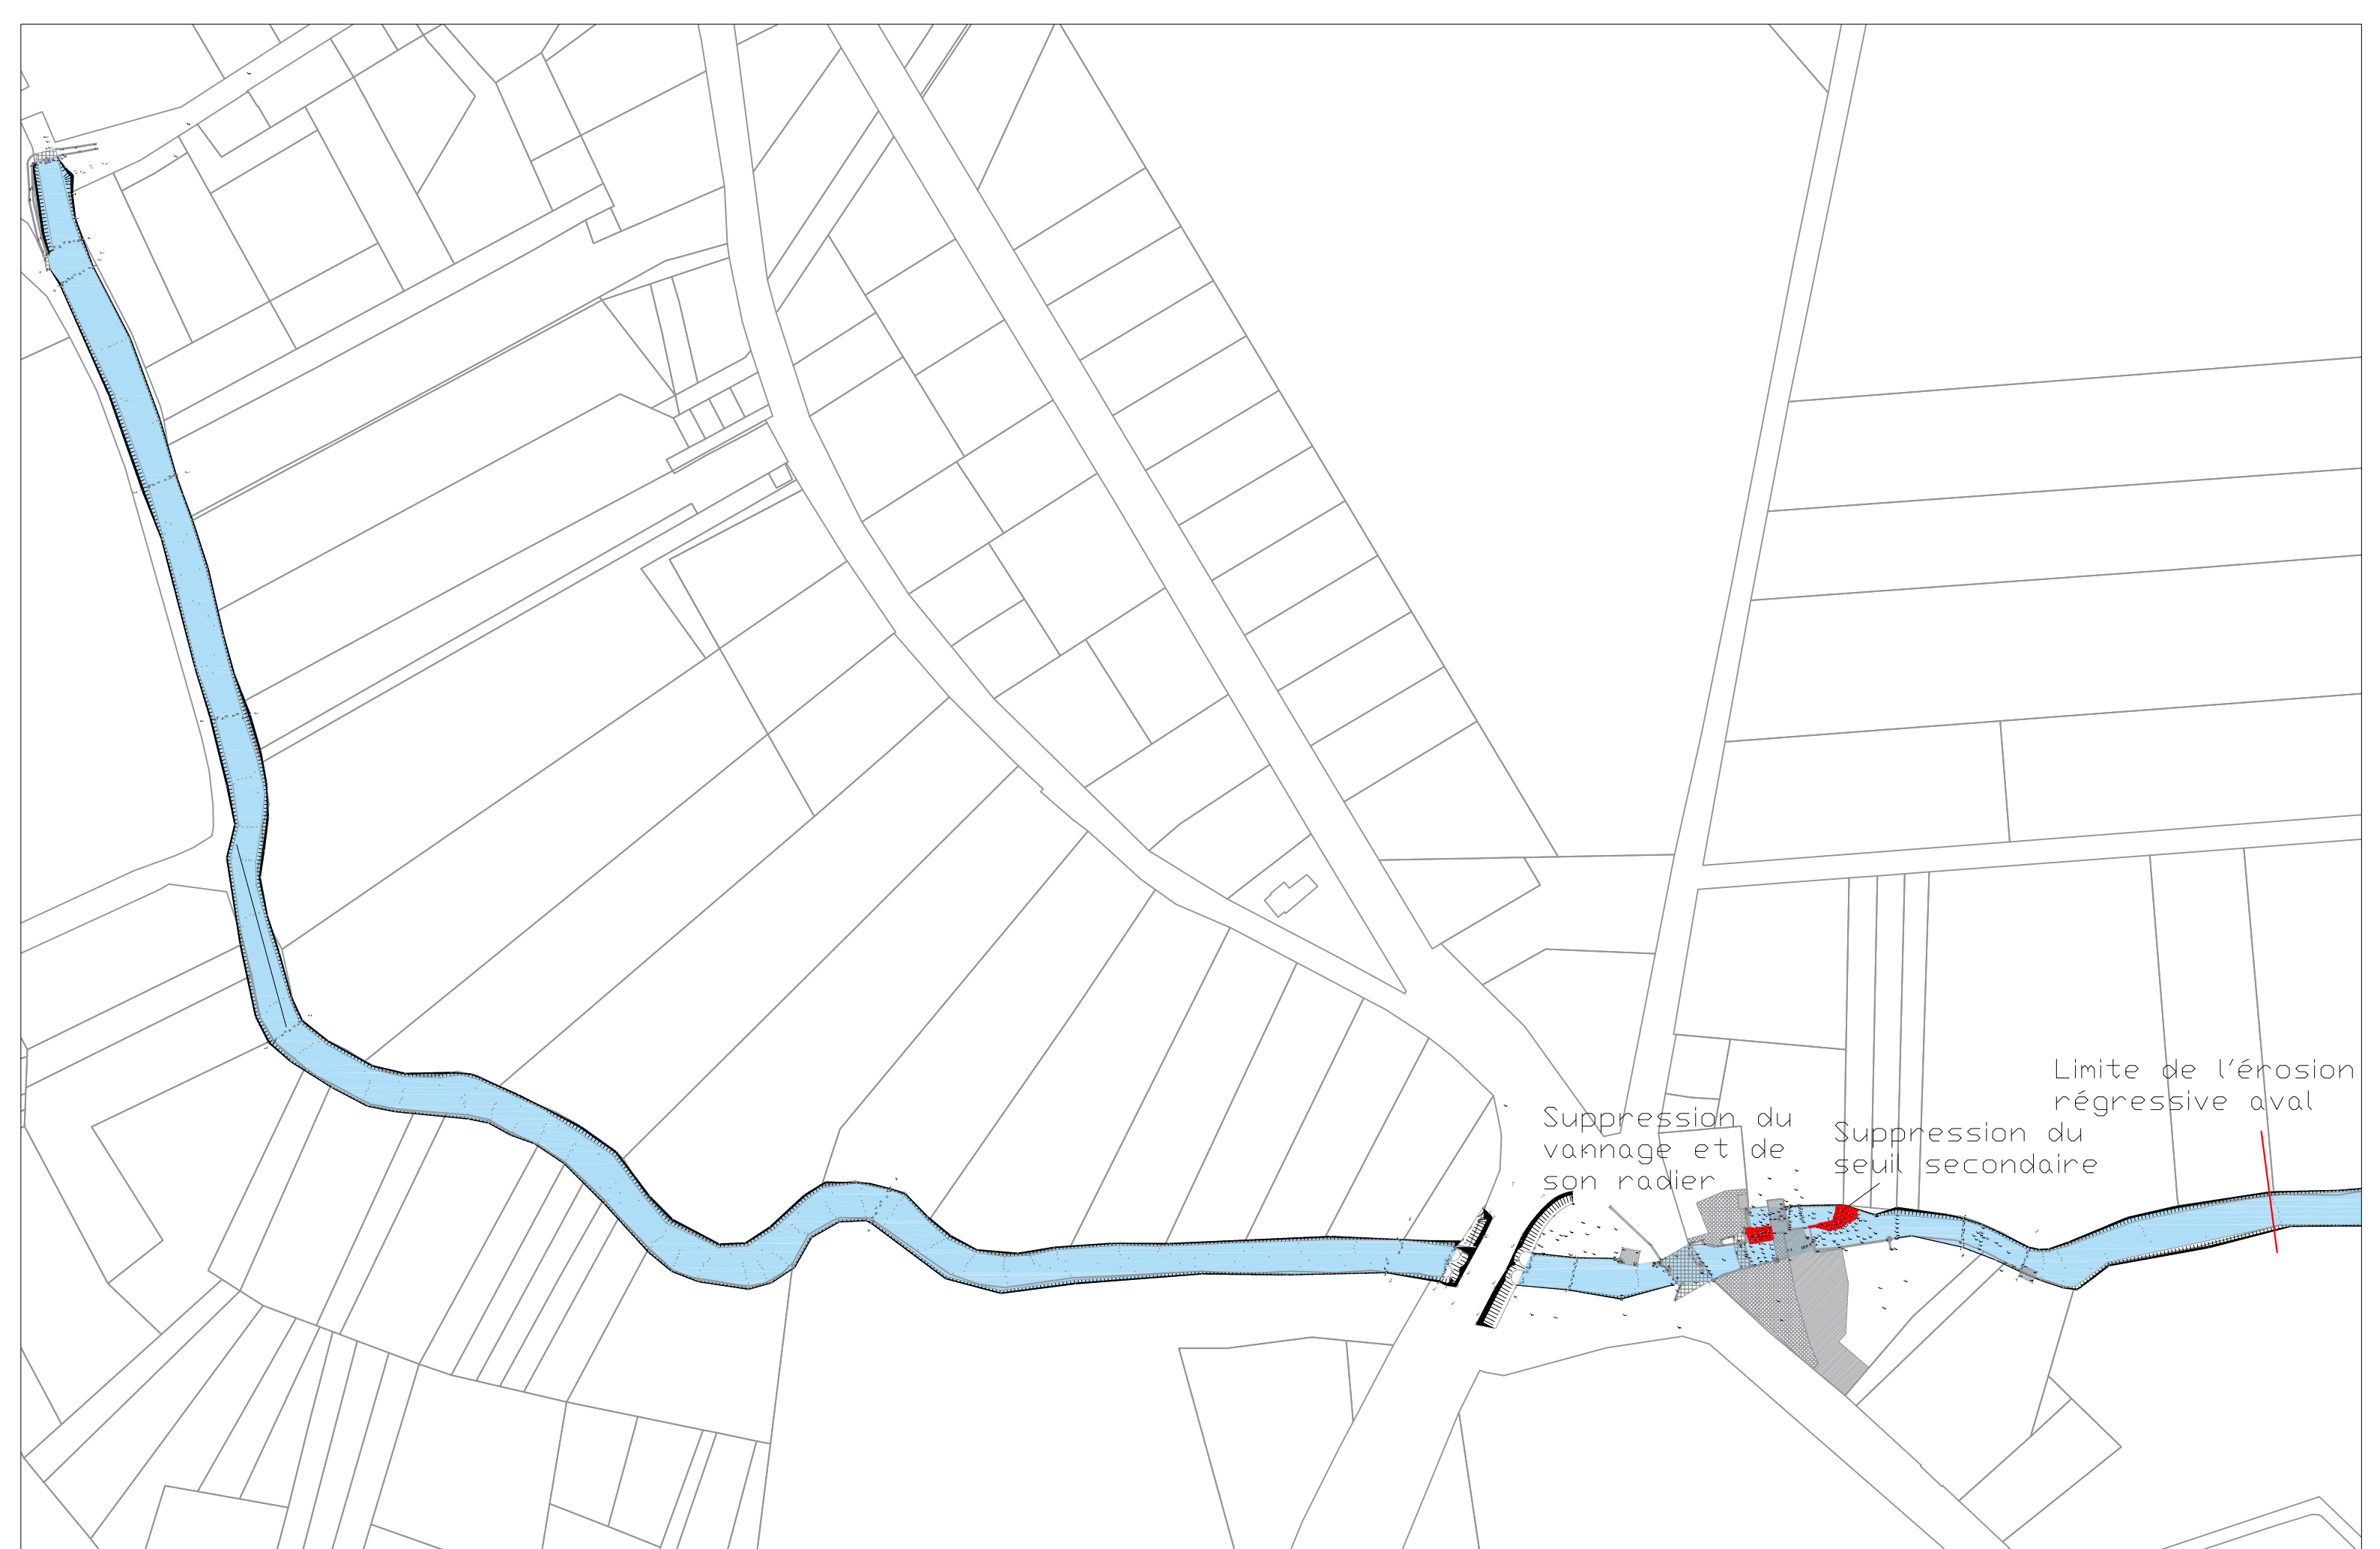 Limite de l'érosion
régressive aval
Suppression du
vannage et de
son radier
Suppression du
seuil secondaire